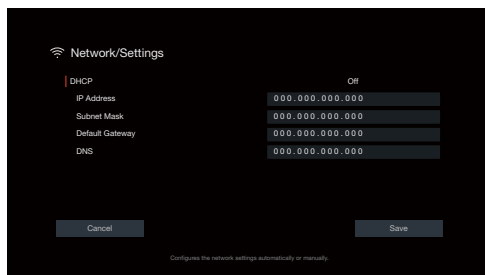 Network/Settings
DHCP Off
IP Address 000.000.000.000
Subnet Mask 000.000.000.000
Default Gateway 000.000.000.000
DNS 000.000.000.000
Cancel Save
Configures the network settings automatically or manually.